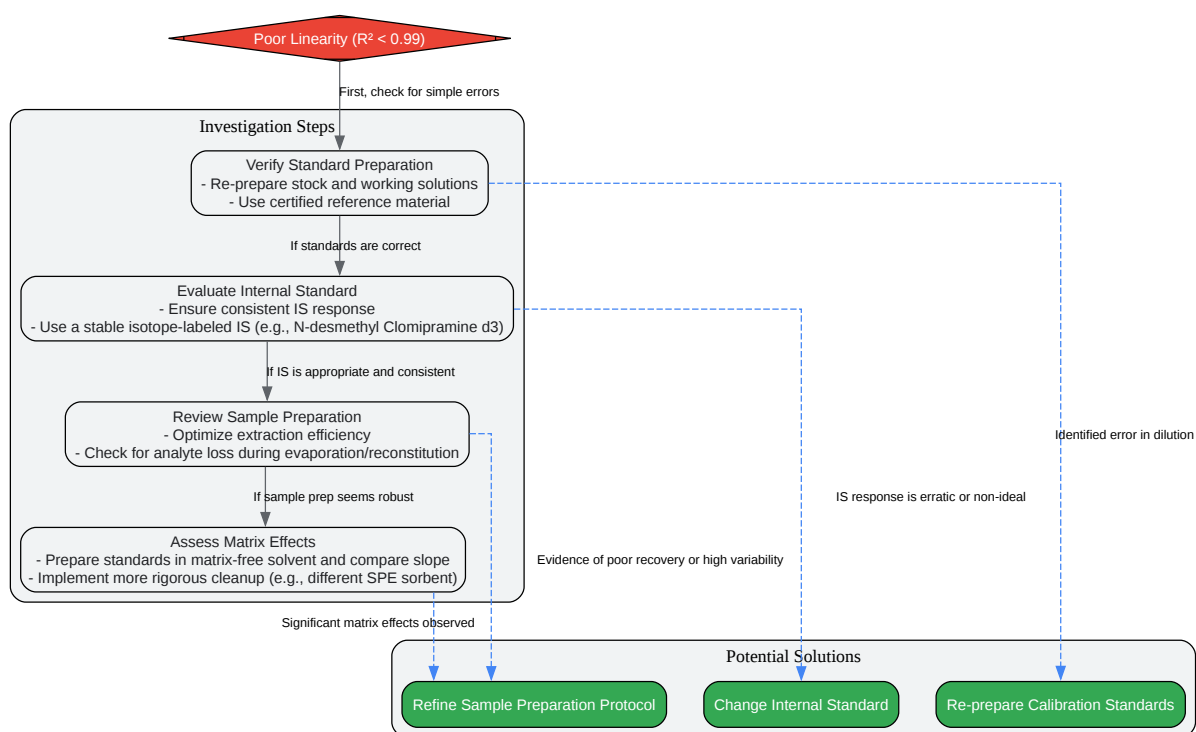 Poor Linearity (R² < 0.99)
First, check for simple errors
Investigation Steps
Verify Standard Preparation
- Re-prepare stock and working solutions
- Use certified reference material
If standards are correct
Evaluate Internal Standard
- Ensure consistent IS response
- Use a stable isotope-labeled IS (e.g., N-desmethyl Clomipramine d3)
If IS is appropriate and consistent
Review Sample Preparation
- Optimize extraction efficiency
- Check for analyte loss during evaporation/reconstitution
Identified error in dilution
If sample prep seems robust
IS response is erratic or non-ideal
Assess Matrix Effects
- Prepare standards in matrix-free solvent and compare slope
- Implement more rigorous cleanup (e.g., different SPE sorbent)
Evidence of poor recovery or high variability
Significant matrix effects observed
Potential Solutions
Refine Sample Preparation Protocol
Change Internal Standard
Re-prepare Calibration Standards